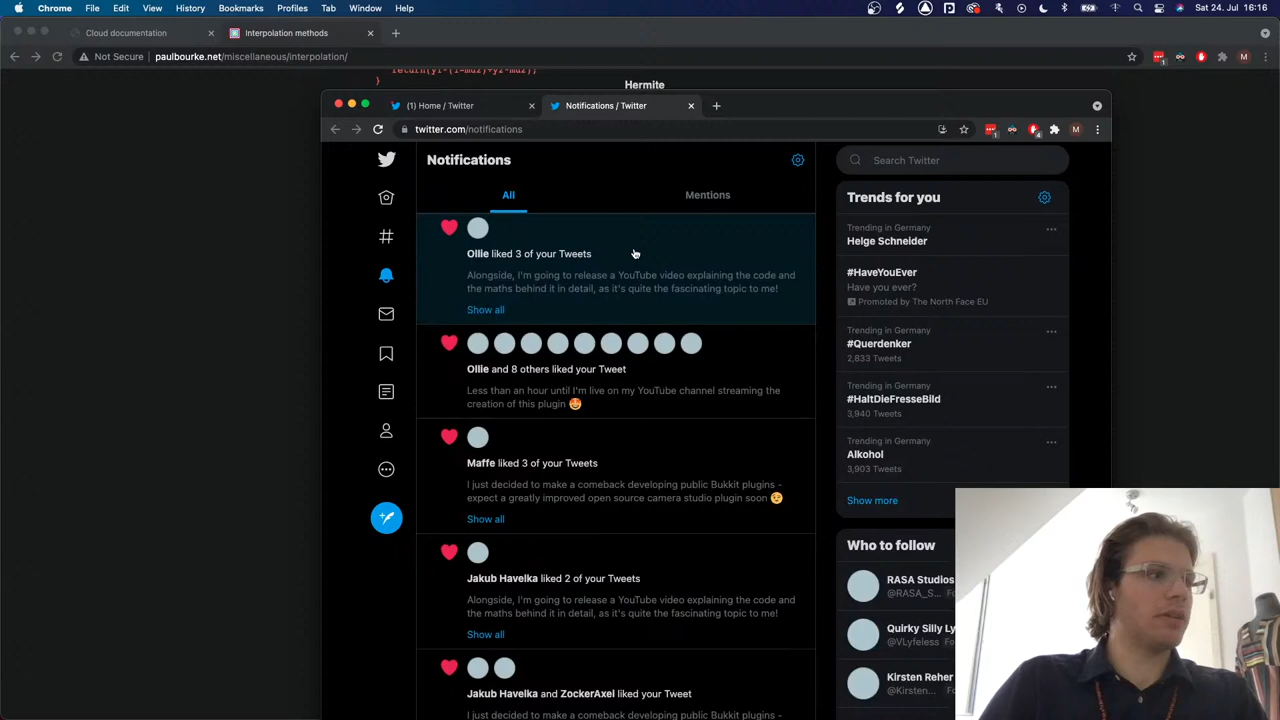 Chrome File Edit View History Bookmarks Profiles Tab Window Help
Sat 24. Jul 16:16
Cloud documentation
Interpolation methods
Not Secure paulbourke.net/miscellaneous/interpolation/
M
}
Hermite
(1) Home / Twitter
Notifications / Twitter
twitter.com/notifications
M
Notifications
All
Mentions
Ollie liked 3 of your Tweets
Alongside, I'm going to release a YouTube video explaining the code and
the maths behind it in detail, as it's quite the fascinating topic to me!
Show all
Ollie and 8 others liked your Tweet
Less than an hour until I'm live on my YouTube channel streaming the
creation of this plugin 🤩
Maffe liked 3 of your Tweets
I just decided to make a comeback developing public Bukkit plugins -
expect a greatly improved open source camera studio plugin soon 😉
Show all
Jakub Havelka liked 2 of your Tweets
Alongside, I'm going to release a YouTube video explaining the code and
the maths behind it in detail, as it's quite the fascinating topic to me!
Show all
Jakub Havelka and ZockerAxel liked your Tweet
I just decided to make a comeback developing public Bukkit plugins -
Search Twitter
Trends for you
Trending in Germany
Helge Schneider
#HaveYouEver
Have you ever?
Promoted by The North Face EU
Trending in Germany
#Querdenker
2,833 Tweets
Trending in Germany
#HaltDieFresseBild
3,940 Tweets
Trending in Germany
Alkohol
3,903 Tweets
Show more
Who to follow
RASA Studios
@RASA_S... Fo
Quirky Silly Ly
@VLyfeless Fo
Kirsten Reher
@Kirsten... Fo